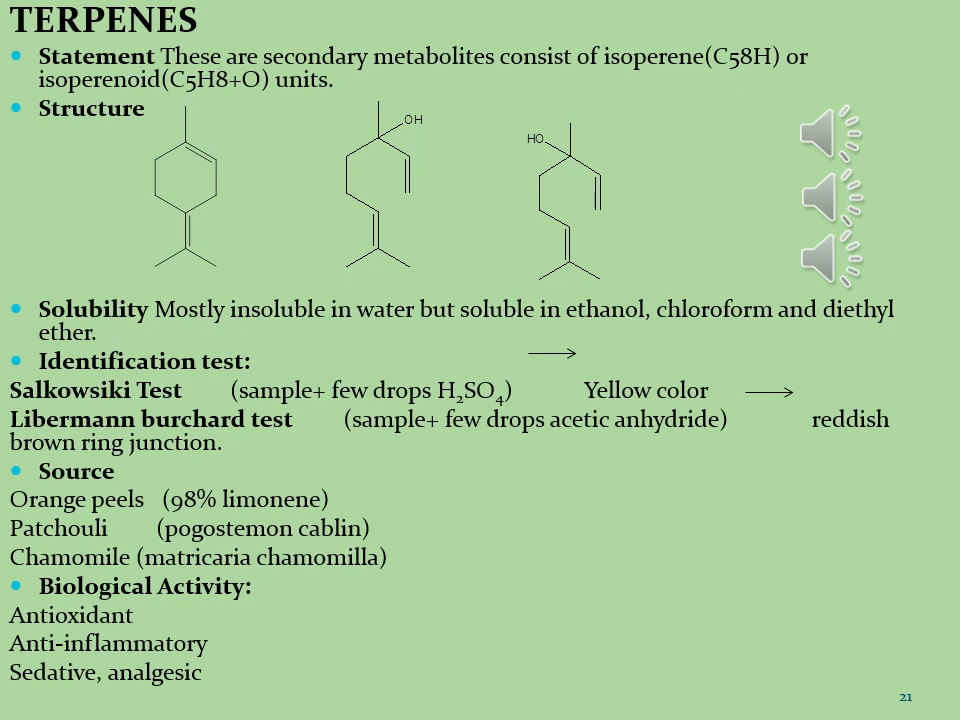 TERPENES
• Statement These are secondary metabolites consist of isoperene(C58H) or
isoperenoid(C5H8+O) units.
• Structure
OH
HO
• Solubility Mostly insoluble in water but soluble in ethanol, chloroform and diethyl
ether.
• Identification test:
Salkowsiki Test (sample+ few drops H₂SO₄) Yellow color
Libermann burchard test (sample+ few drops acetic anhydride) reddish
brown ring junction.
• Source
Orange peels (98% limonene)
Patchouli (pogostemon cablin)
Chamomile (matricaria chamomilla)
• Biological Activity:
Antioxidant
Anti-inflammatory
Sedative, analgesic
21